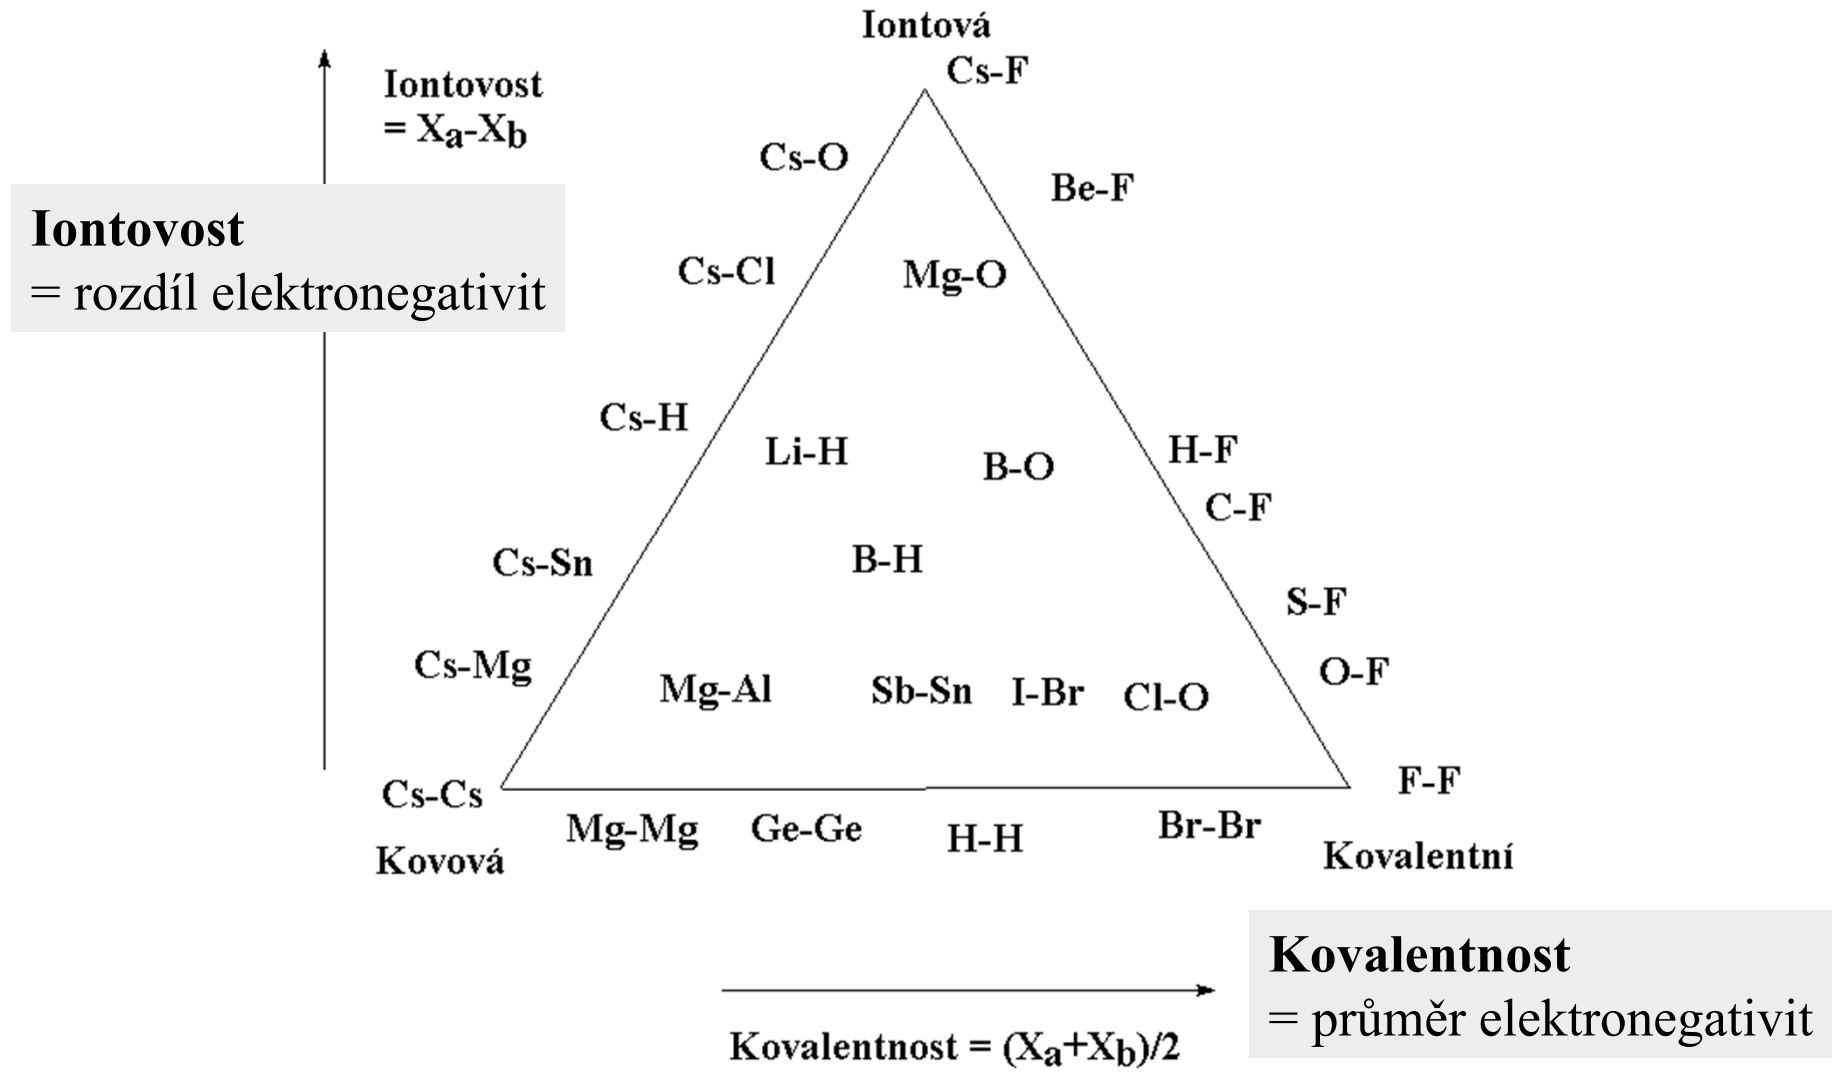 Iontová
Cs-F
Iontovost
= Xa-Xb
Cs-O
Be-F
Iontovost
= rozdíl elektronegativit
Cs-Cl
Mg-O
Cs-H
Li-H
B-O
H-F
C-F
Cs-Sn
B-H
S-F
Cs-Mg
Mg-Al
Sb-Sn
I-Br
Cl-O
O-F
Cs-Cs
F-F
Mg-Mg
Ge-Ge
H-H
Br-Br
Kovová
Kovalentní
Kovalentnost
= průměr elektronegativit
Kovalentnost = (Xa+Xb)/2